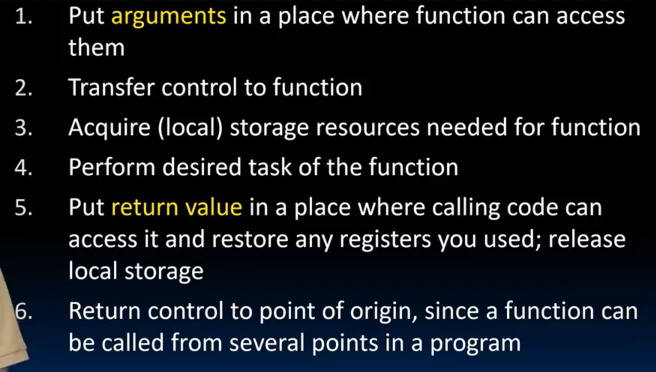 1. Put arguments in a place where function can access
them
2. Transfer control to function
3. Acquire (local) storage resources needed for function
4. Perform desired task of the function
5. Put return value in a place where calling code can
access it and restore any registers you used; release
local storage
6. Return control to point of origin, since a function can
be called from several points in a program